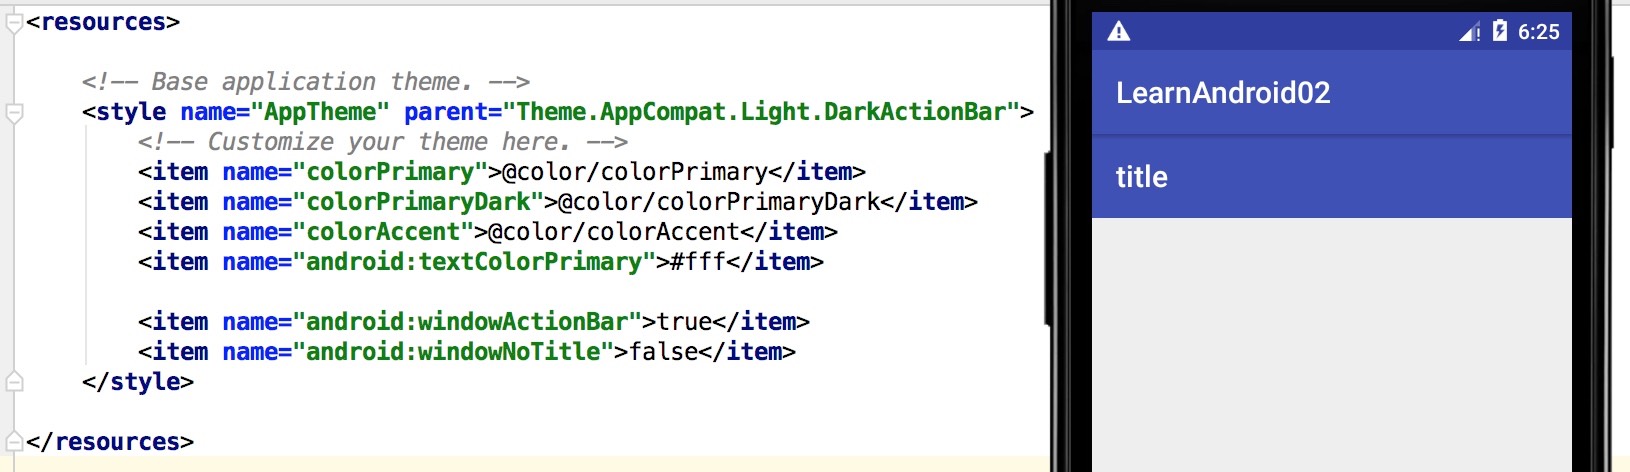 <resources>
<!-- Base application theme. -->
<style name="AppTheme" parent="Theme.AppCompat.Light.DarkActionBar">
<!-- Customize your theme here. -->
<item name="colorPrimary">@color/colorPrimary</item>
<item name="colorPrimaryDark">@color/colorPrimaryDark</item>
<item name="colorAccent">@color/colorAccent</item>
<item name="android:textColorPrimary">#fff</item>
<item name="android:windowActionBar">true</item>
<item name="android:windowNoTitle">false</item>
</style>
</resources>
6:25
LearnAndroid02
title